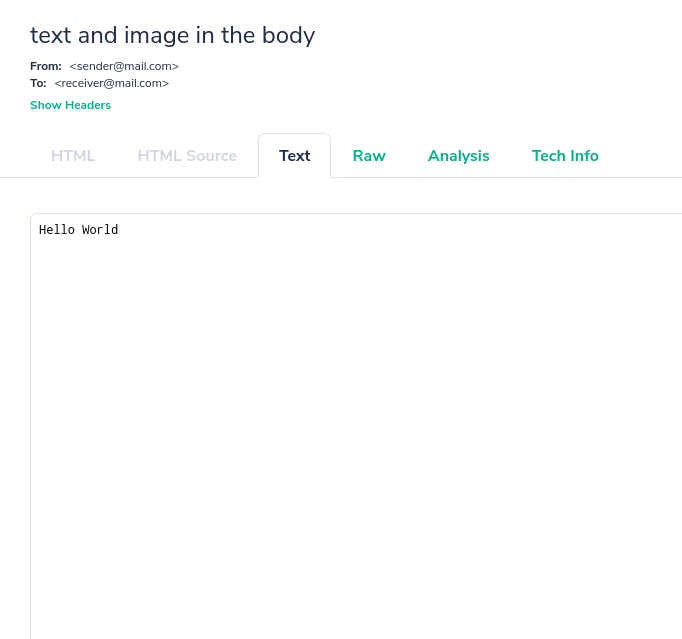 text and image in the body
From: <sender@mail.com>
To: <receiver@mail.com>
Show Headers
HTML HTML Source Text Raw Analysis Tech Info
Hello World